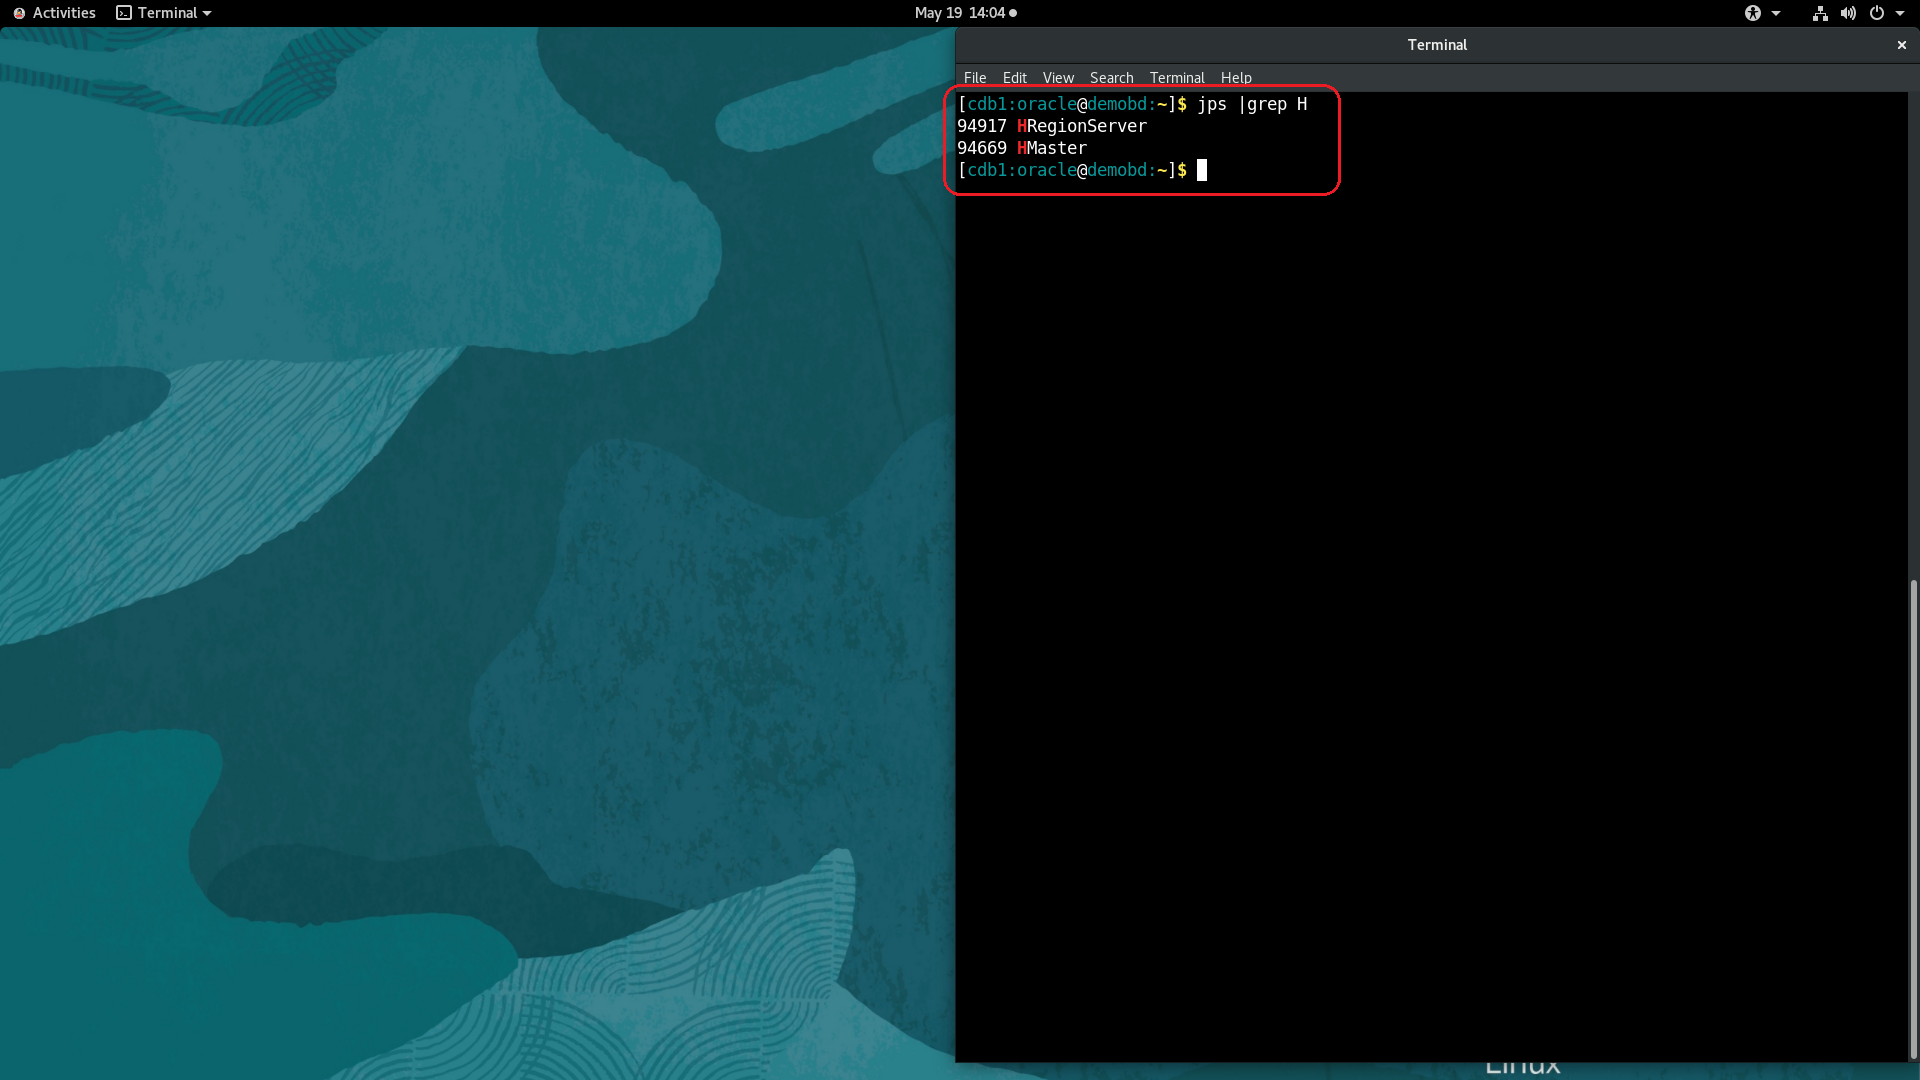 Activities Terminal May 19 14:04
Terminal
File Edit View Search Terminal Help
[cdb1:oracle@demobd:~]$ jps |grep H
94917 HRegionServer
94669 HMaster
[cdb1:oracle@demobd:~]$
Linux